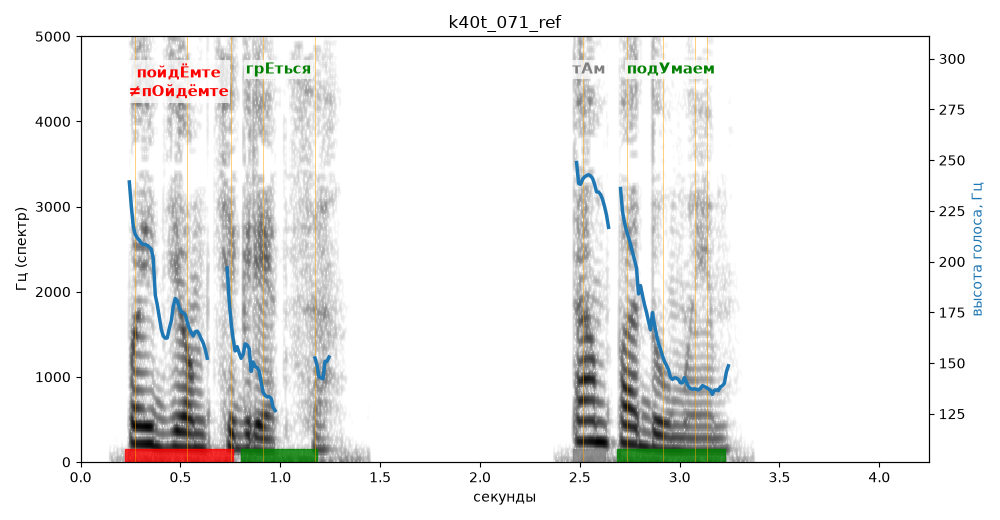 k40t_071_ref
5000
4000
3000
2000
1000
0
Гц (спектр)
300
275
250
225
200
175
150
125
высота голоса, Гц
пойдЁмте
≠пОйдёмте
грЕться
тАм
подУмаем
0.0 0.5 1.0 1.5 2.0 2.5 3.0 3.5 4.0
секунды